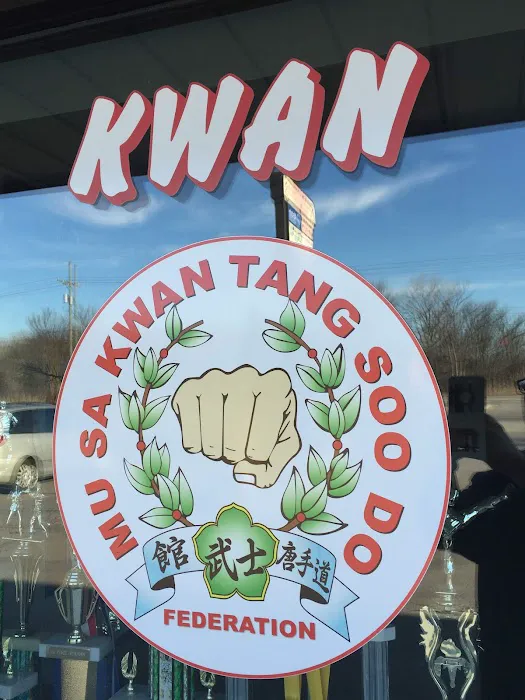 KWAN
MU SA KWAN TANG SOO DO
館 武士 唐手道
FEDERATION